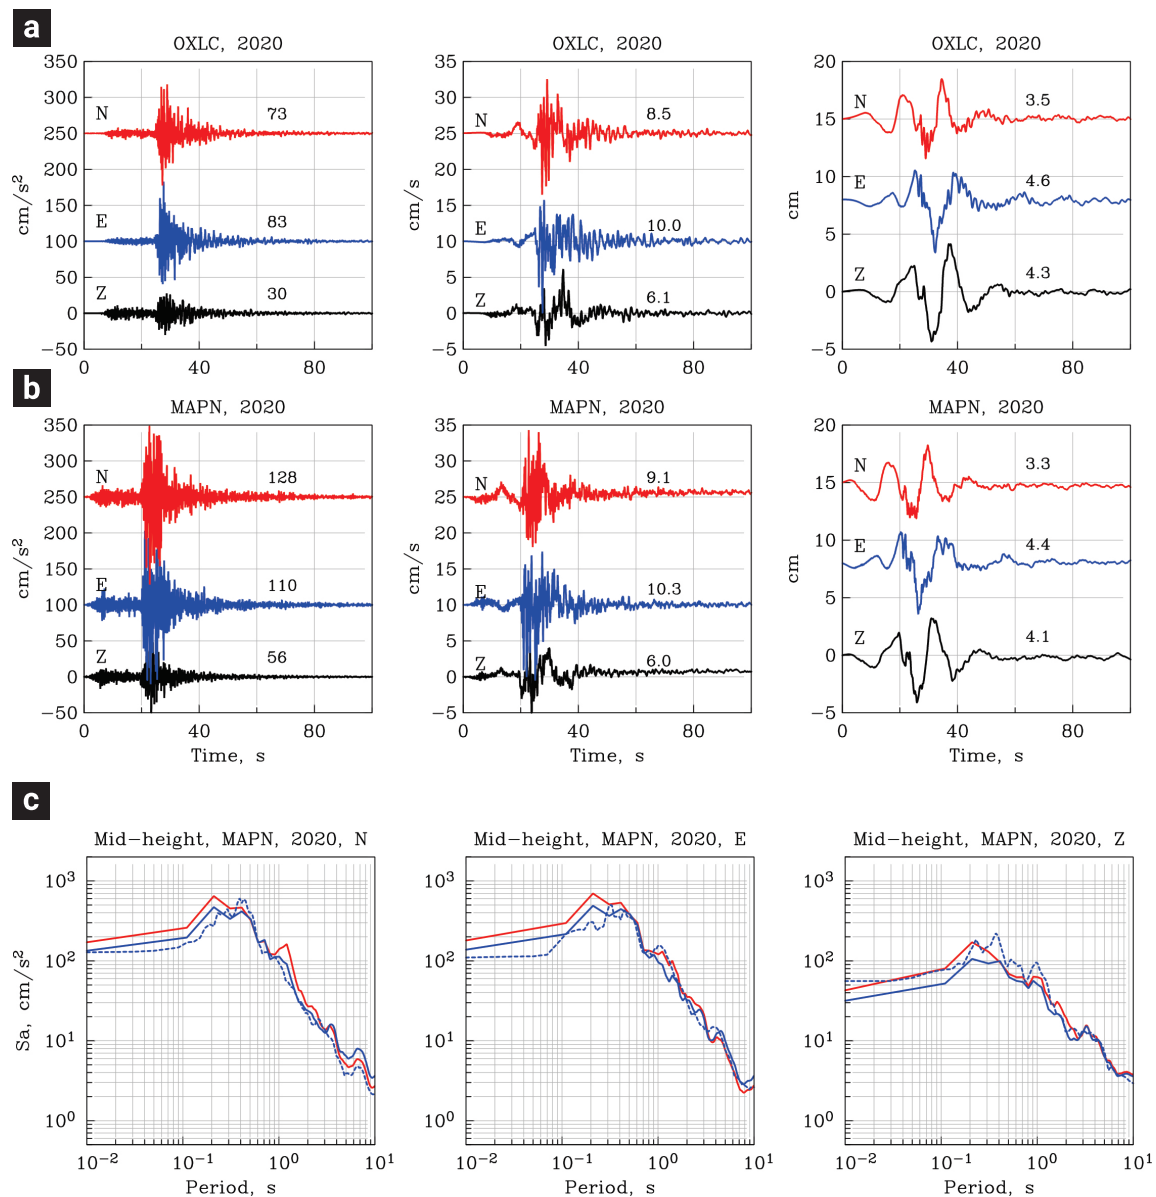 a
OXLC, 2020
OXLC, 2020
OXLC, 2020
350
300
250
200
150
100
50
0
−50
cm/s²
N
73
E
83
Z
30
0
40
80
35
30
25
20
15
10
5
0
−5
cm/s
N
8.5
E
10.0
Z
6.1
0
40
80
20
15
10
5
0
−5
cm
N
3.5
E
4.6
Z
4.3
0
40
80
b
MAPN, 2020
MAPN, 2020
MAPN, 2020
350
300
250
200
150
100
50
0
−50
cm/s²
N
128
E
110
Z
56
0
40
80
Time, s
35
30
25
20
15
10
5
0
−5
cm/s
N
9.1
E
10.3
Z
6.0
0
40
80
Time, s
20
15
10
5
0
−5
cm
N
3.3
E
4.4
Z
4.1
0
40
80
Time, s
c
Mid−height, MAPN, 2020, N
Mid−height, MAPN, 2020, E
Mid−height, MAPN, 2020, Z
10³
10²
10¹
10⁰
Sa, cm/s²
10⁻²
10⁻¹
10⁰
10¹
Period, s
10³
10²
10¹
10⁰
10⁻²
10⁻¹
10⁰
10¹
Period, s
10³
10²
10¹
10⁰
10⁻²
10⁻¹
10⁰
10¹
Period, s